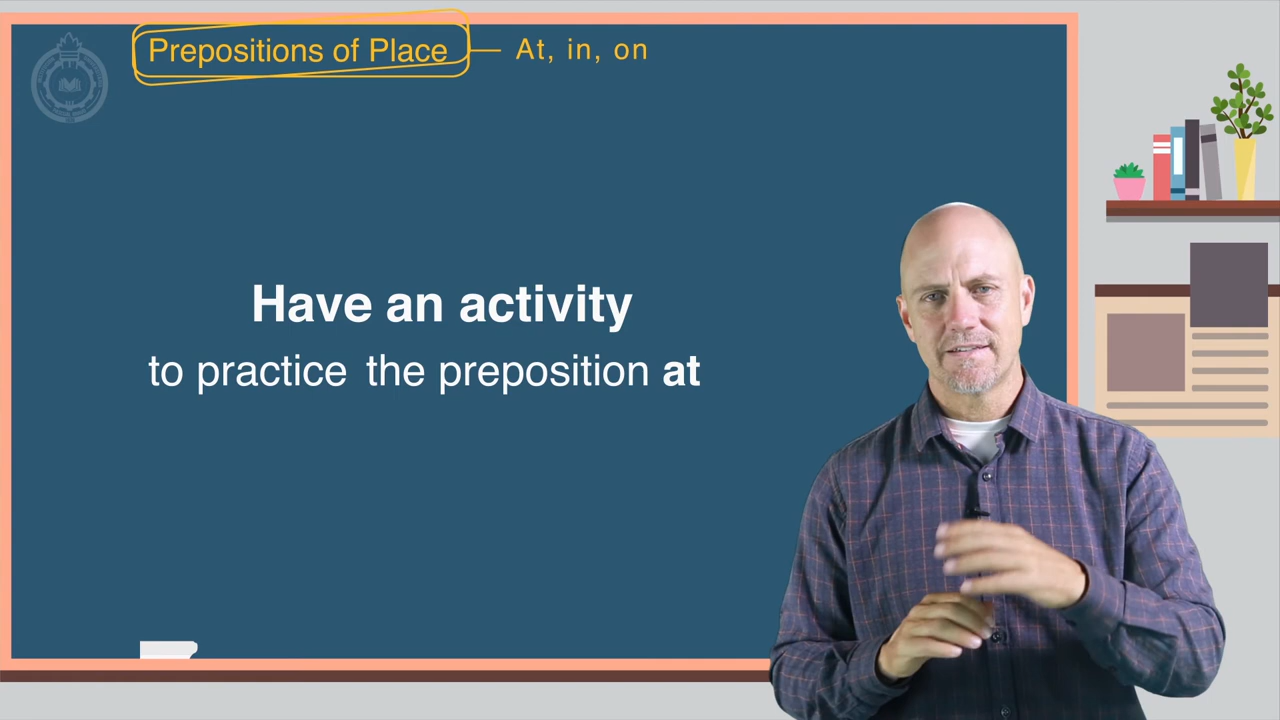 Prepositions of Place — At, in, on
Have an activity
to practice the preposition at